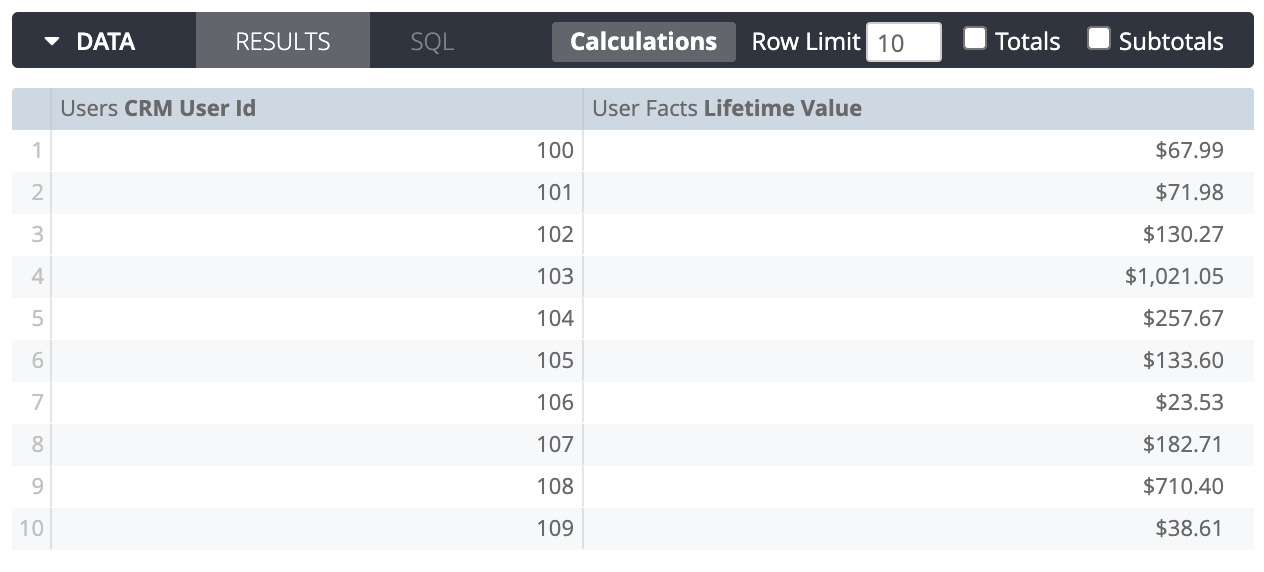 DATA RESULTS SQL Calculations Row Limit 10 Totals Subtotals
Users CRM User Id User Facts Lifetime Value
1 100 $67.99
2 101 $71.98
3 102 $130.27
4 103 $1,021.05
5 104 $257.67
6 105 $133.60
7 106 $23.53
8 107 $182.71
9 108 $710.40
10 109 $38.61